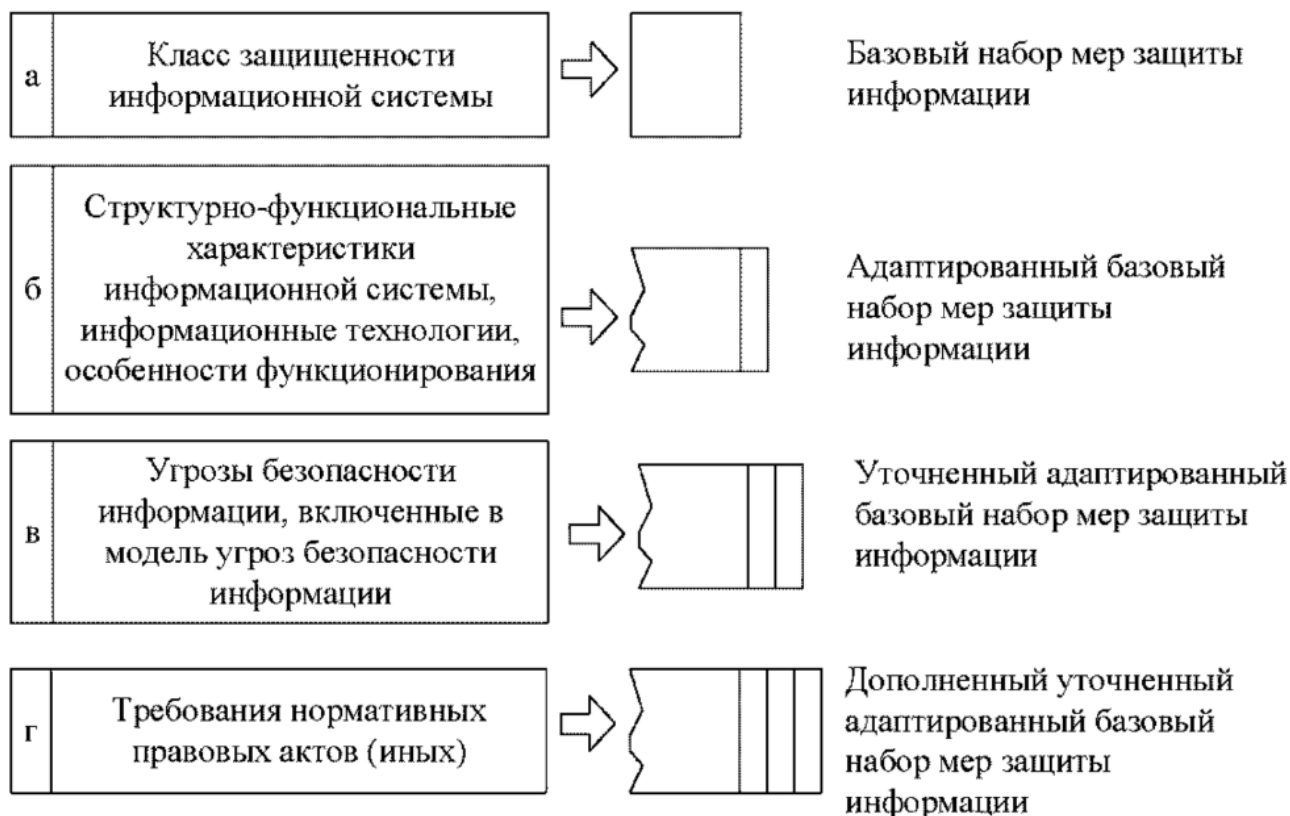 а
Класс защищенности
информационной системы
Базовый набор мер защиты
информации
б
Структурно-функциональные
характеристики
информационной системы,
информационные технологии,
особенности функционирования
Адаптированный базовый
набор мер защиты
информации
в
Угрозы безопасности
информации, включенные в
модель угроз безопасности
информации
Уточненный адаптированный
базовый набор мер защиты
информации
г
Требования нормативных
правовых актов (иных)
Дополненный уточненный
адаптированный базовый
набор мер защиты
информации